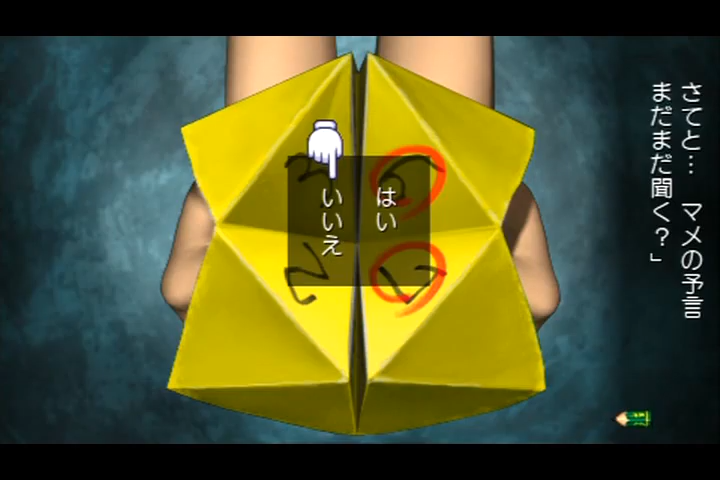 さてと… マメの予言
まだまだ聞く？」
はい
いいえ